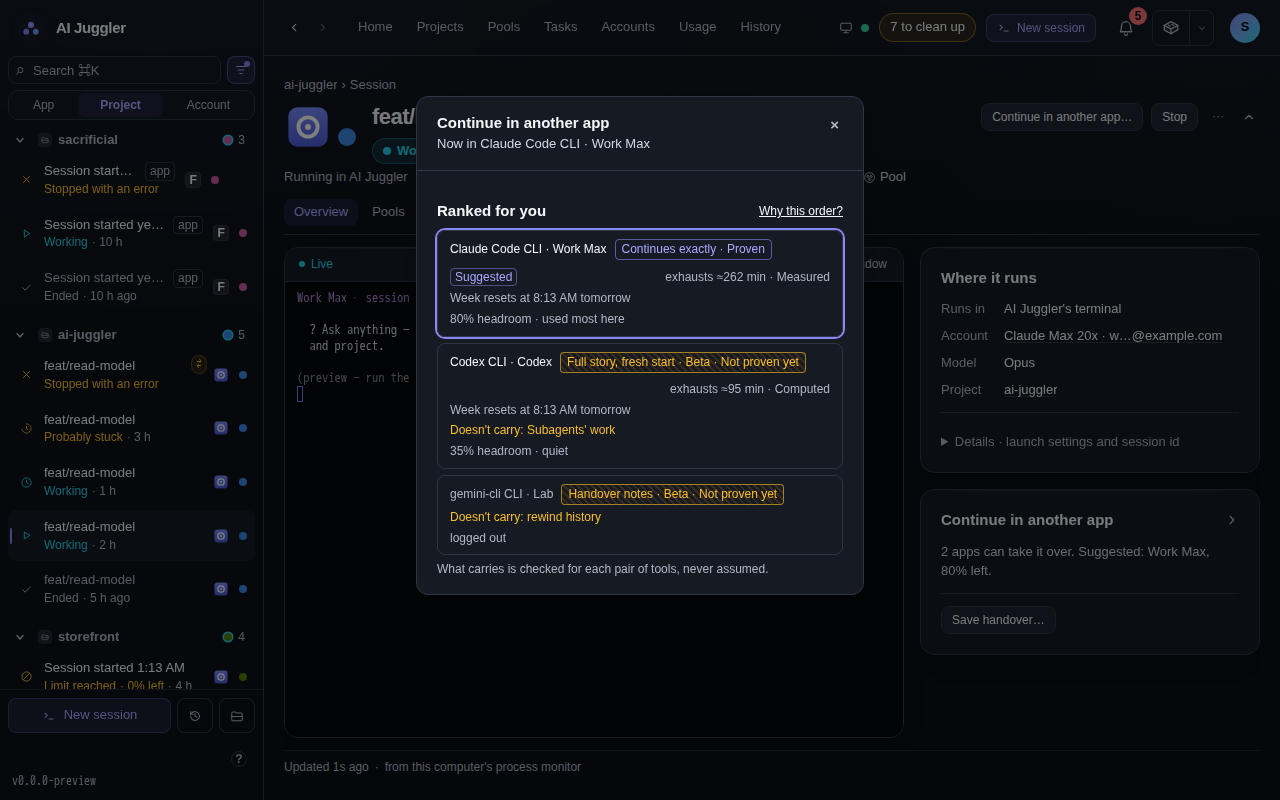 AI Juggler
Search ⌘K
App Project Account
sacrificial 3
Session start… app F
Stopped with an error
Session started ye… app F
Working · 10 h
Session started ye… app F
Ended · 10 h ago
ai-juggler 5
feat/read-model
Stopped with an error
feat/read-model
Probably stuck · 3 h
feat/read-model
Working · 1 h
feat/read-model
Working · 2 h
feat/read-model
Ended · 5 h ago
storefront 4
Session started 1:13 AM
Limit reached · 0% left · 4 h
New session
?
v0.0.0-preview
Home Projects Pools Tasks Accounts Usage History
7 to clean up
New session
5
S
ai-juggler › Session
feat/
Continue in another app… Stop ···
Wo
Running in AI Juggler
Pool
Overview Pools
Live
dow
Work Max · session
? Ask anything —
and project.
(preview — run the
Continue in another app
Now in Claude Code CLI · Work Max
×
Ranked for you
Why this order?
Claude Code CLI · Work Max Continues exactly · Proven
Suggested exhausts ≈262 min · Measured
Week resets at 8:13 AM tomorrow
80% headroom · used most here
Codex CLI · Codex Full story, fresh start · Beta · Not proven yet
exhausts ≈95 min · Computed
Week resets at 8:13 AM tomorrow
Doesn't carry: Subagents' work
35% headroom · quiet
gemini-cli CLI · Lab Handover notes · Beta · Not proven yet
Doesn't carry: rewind history
logged out
What carries is checked for each pair of tools, never assumed.
Where it runs
Runs in AI Juggler's terminal
Account Claude Max 20x · w…@example.com
Model Opus
Project ai-juggler
Details · launch settings and session id
Continue in another app
2 apps can take it over. Suggested: Work Max,
80% left.
Save handover…
Updated 1s ago · from this computer's process monitor